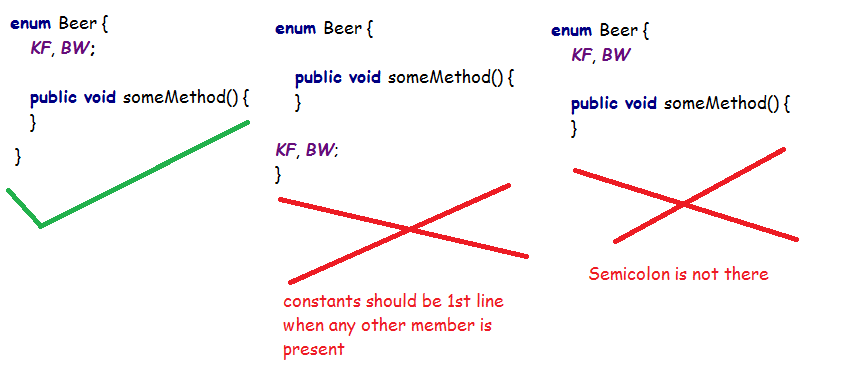 enum Beer {
KF, BW;
public void someMethod() {
}
}
enum Beer {
public void someMethod() {
}
KF, BW;
}
constants should be 1st line
when any other member is
present
enum Beer {
KF, BW
public void someMethod() {
}
Semicolon is not there